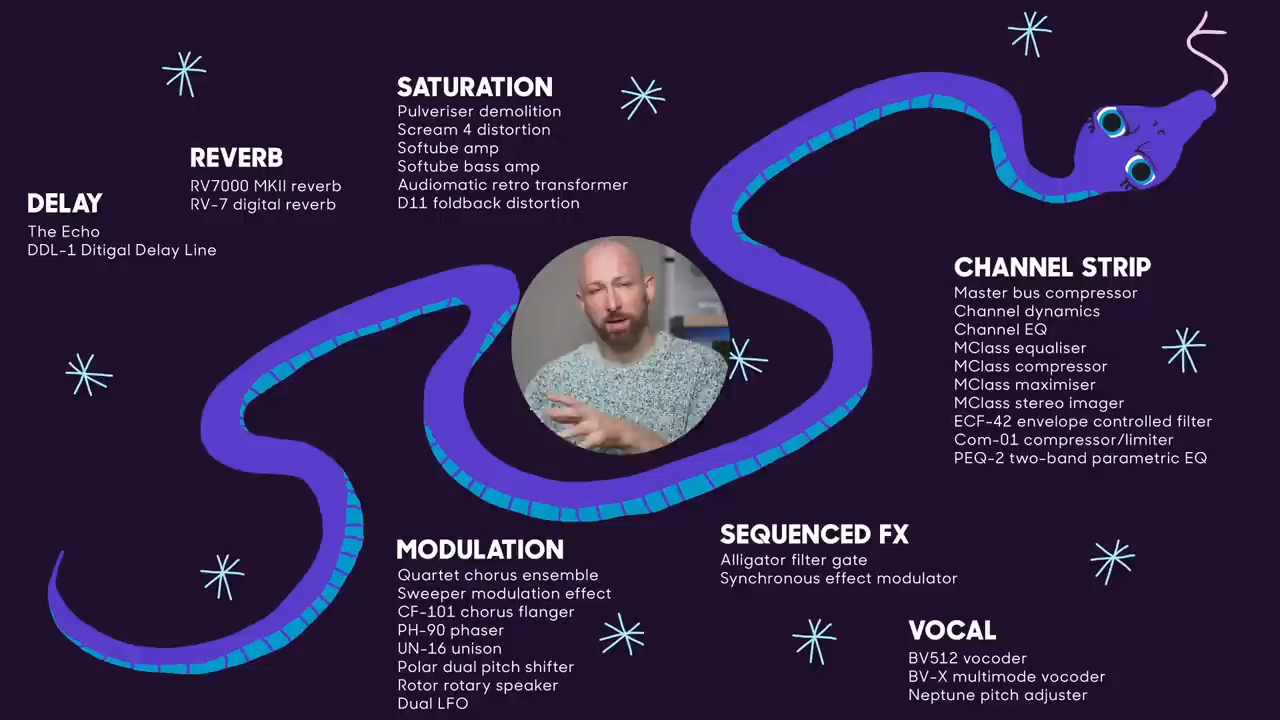 SATURATION
Pulveriser demolition
Scream 4 distortion
Softube amp
Softube bass amp
Audiomatic retro transformer
D11 foldback distortion
REVERB
RV7000 MKII reverb
RV-7 digital reverb
DELAY
The Echo
DDL-1 Ditigal Delay Line
CHANNEL STRIP
Master bus compressor
Channel dynamics
Channel EQ
MClass equaliser
MClass compressor
MClass maximiser
MClass stereo imager
ECF-42 envelope controlled filter
Com-01 compressor/limiter
PEQ-2 two-band parametric EQ
MODULATION
Quartet chorus ensemble
Sweeper modulation effect
CF-101 chorus flanger
PH-90 phaser
UN-16 unison
Polar dual pitch shifter
Rotor rotary speaker
Dual LFO
SEQUENCED FX
Alligator filter gate
Synchronous effect modulator
VOCAL
BV512 vocoder
BV-X multimode vocoder
Neptune pitch adjuster